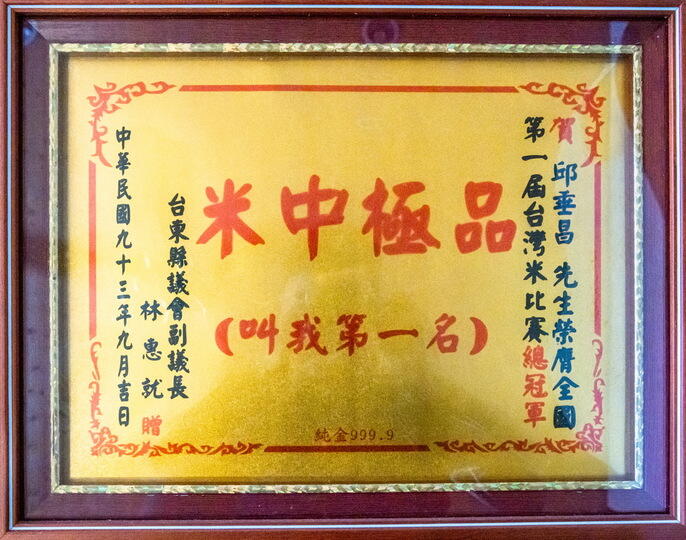 賀 邱垂昌 先生榮膺全國
第一屆台灣米比賽總冠軍
米中極品
(叫我第一名)
台東縣議會副議長
林惠就 贈
中華民國九十三年九月吉日
純金999.9